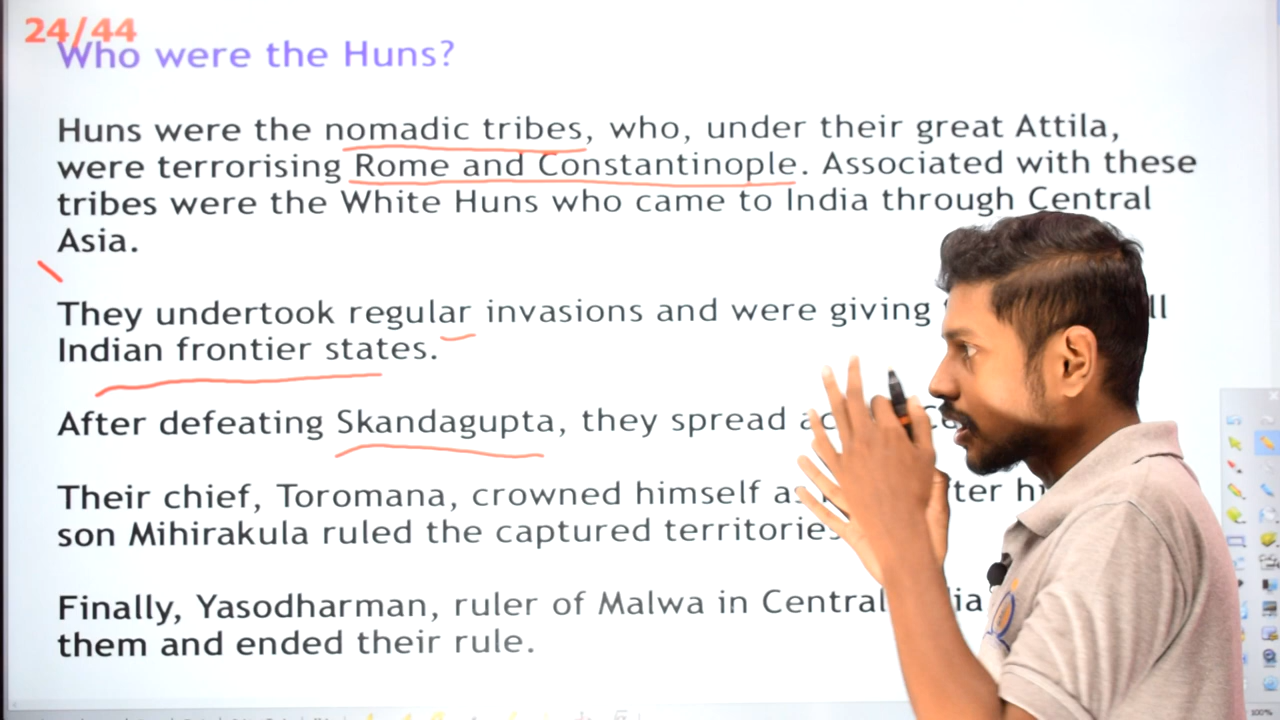 24/44
Who were the Huns?
Huns were the nomadic tribes, who, under their great Attila,
were terrorising Rome and Constantinople. Associated with these
tribes were the White Huns who came to India through Central
Asia.
They undertook regular invasions and were giving
Indian frontier states.
After defeating Skandagupta, they spread
Their chief, Toromana, crowned himself
son Mihirakula ruled the captured territories
Finally, Yasodharman, ruler of Malwa in Central
them and ended their rule.
100%